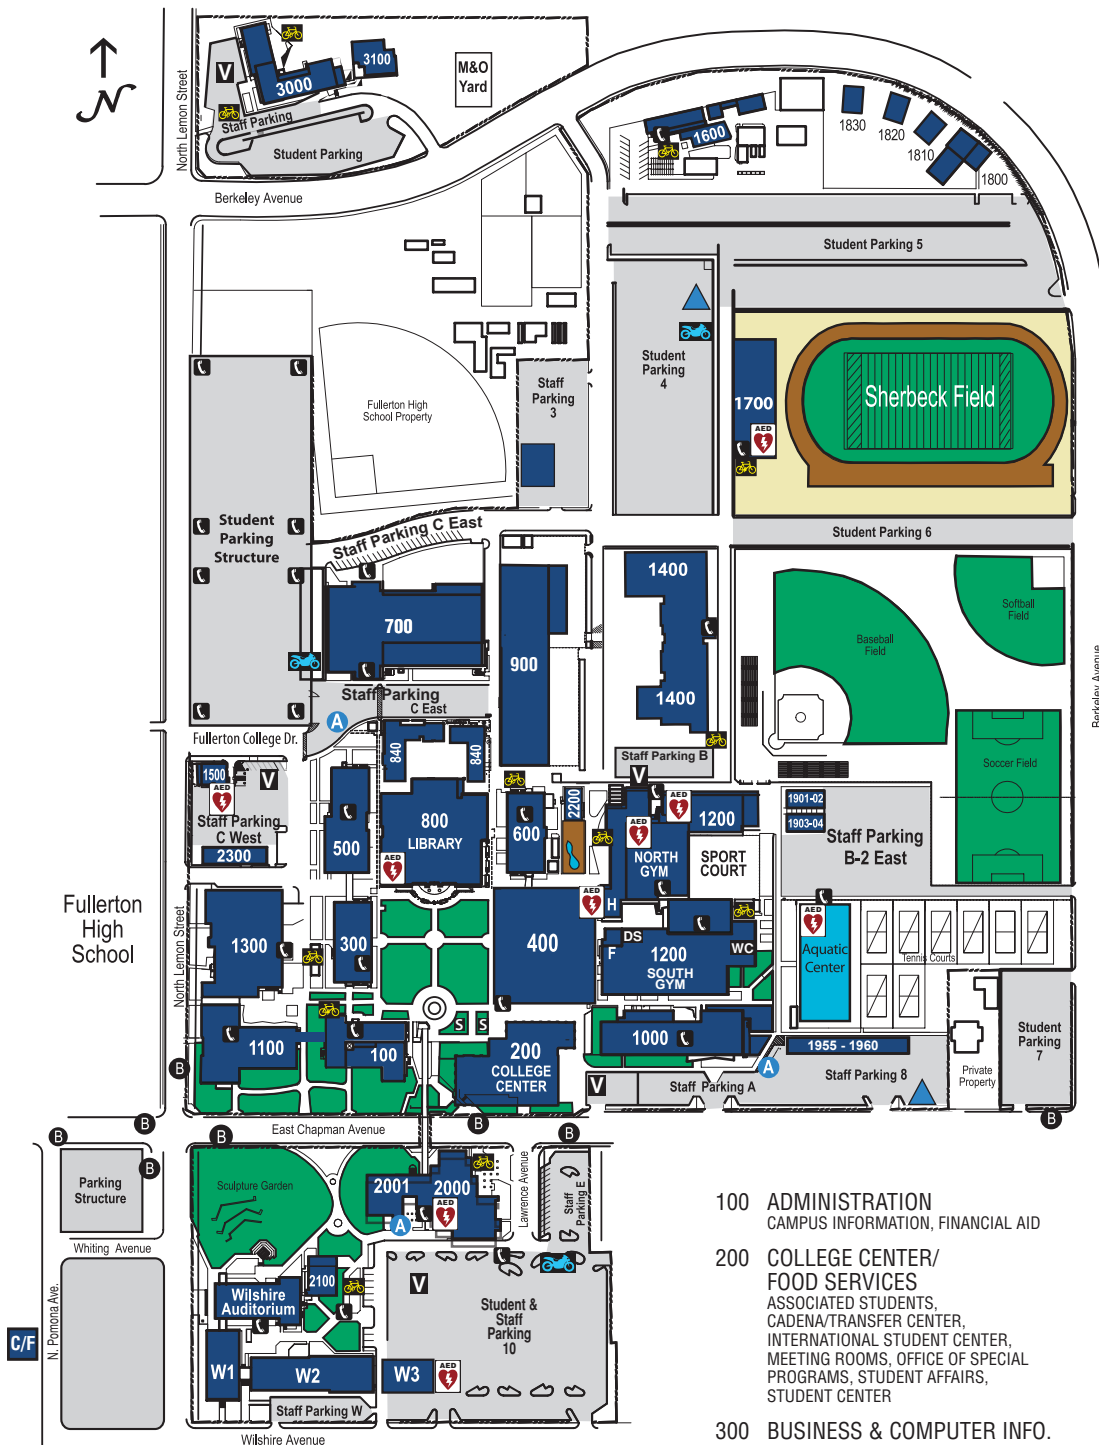 N
North Lemon Street
V
3000
3100
M&O
Yard
Staff Parking
Student Parking
Berkeley Avenue
1600
1830
1820
1810
1800
Student Parking 5
Student
Parking
4
Staff
Parking
3
Fullerton High
School Property
1700
AED
Sherbeck Field
Student Parking 6
Student
Parking
Structure
Staff Parking C East
700
900
1400
1400
Baseball
Field
Softball
Field
Berkeley Avenue
Staff Parking
C East
A
Fullerton College Dr.
Staff Parking B
V
840
840
1500
AED
V
Staff Parking
C West
2300
500
800
LIBRARY
AED
600
2200
AED
1200
AED
NORTH
GYM
SPORT
COURT
1901-02
1903-04
Staff Parking
B-2 East
Soccer Field
Fullerton
High
School
North Lemon Street
1300
300
400
AED
H
DS
F
1200
SOUTH
GYM
WC
AED
Aquatic
Center
Tennis Courts
1100
100
S
S
200
COLLEGE
CENTER
1000
1955 - 1960
A
Staff Parking A
V
Staff Parking 8
Private
Property
Student
Parking
7
B
B
B
B
B
B
B
B
East Chapman Avenue
Parking
Structure
Whiting Avenue
N. Pomona Ave.
C/F
Sculpture Garden
2001
2000
AED
A
Lawrence Avenue
Staff
Parking E
V
2100
Wilshire
Auditorium
Student &
Staff
Parking
10
W1
W2
W3
AED
Staff Parking W
Wilshire Avenue
100 ADMINISTRATION
CAMPUS INFORMATION, FINANCIAL AID
200 COLLEGE CENTER/
FOOD SERVICES
ASSOCIATED STUDENTS,
CADENA/TRANSFER CENTER,
INTERNATIONAL STUDENT CENTER,
MEETING ROOMS, OFFICE OF SPECIAL
PROGRAMS, STUDENT AFFAIRS,
STUDENT CENTER
300 BUSINESS & COMPUTER INFO.